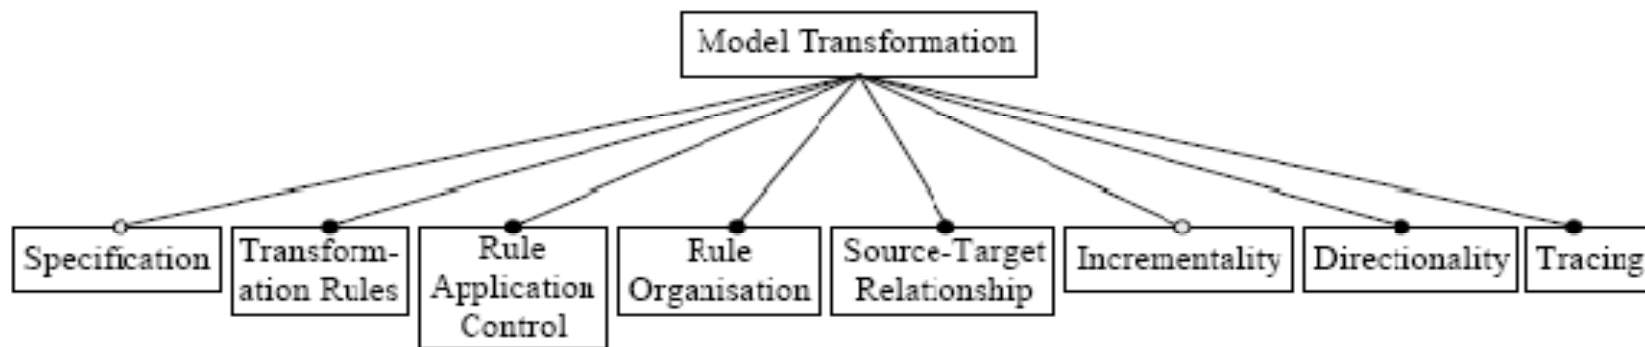 Model Transformation
Specification
Transform-
ation Rules
Rule
Application
Control
Rule
Organisation
Source-Target
Relationship
Incrementality
Directionality
Tracing